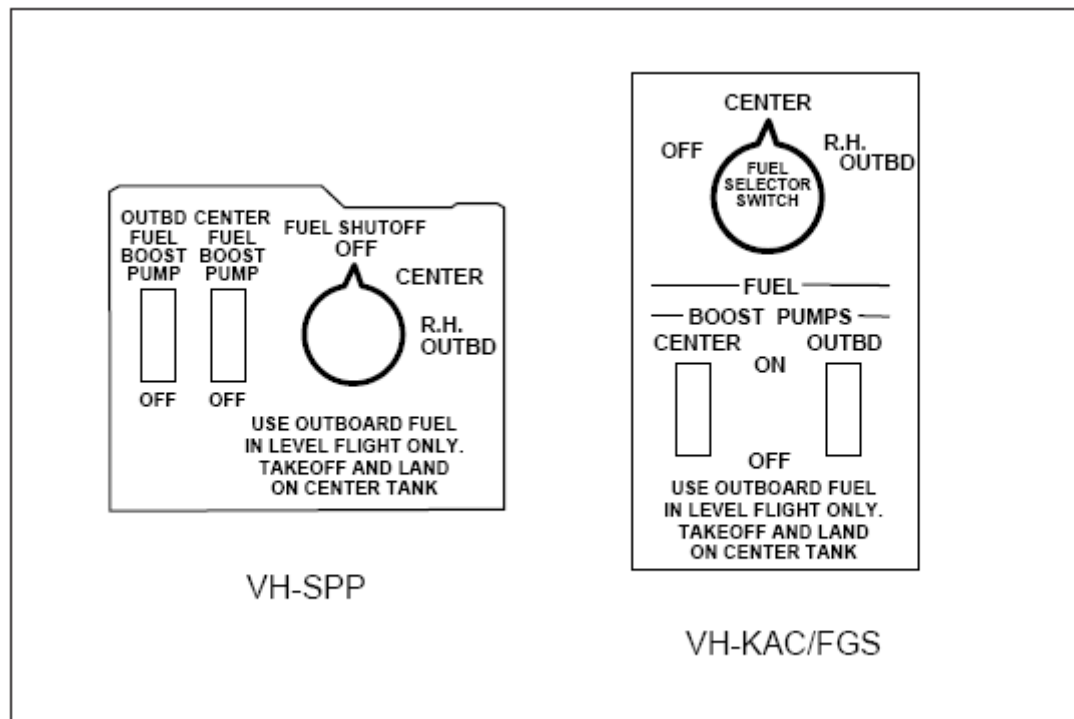 OUTBD CENTER
FUEL FUEL
BOOST BOOST
PUMP PUMP
OFF OFF
FUEL SHUTOFF
OFF
CENTER
R.H.
OUTBD
USE OUTBOARD FUEL
IN LEVEL FLIGHT ONLY.
TAKEOFF AND LAND
ON CENTER TANK
VH-SPP
CENTER
OFF
R.H.
OUTBD
FUEL
SELECTOR
SWITCH
FUEL
BOOST PUMPS
CENTER OUTBD
ON
OFF
USE OUTBOARD FUEL
IN LEVEL FLIGHT ONLY.
TAKEOFF AND LAND
ON CENTER TANK
VH-KAC/FGS